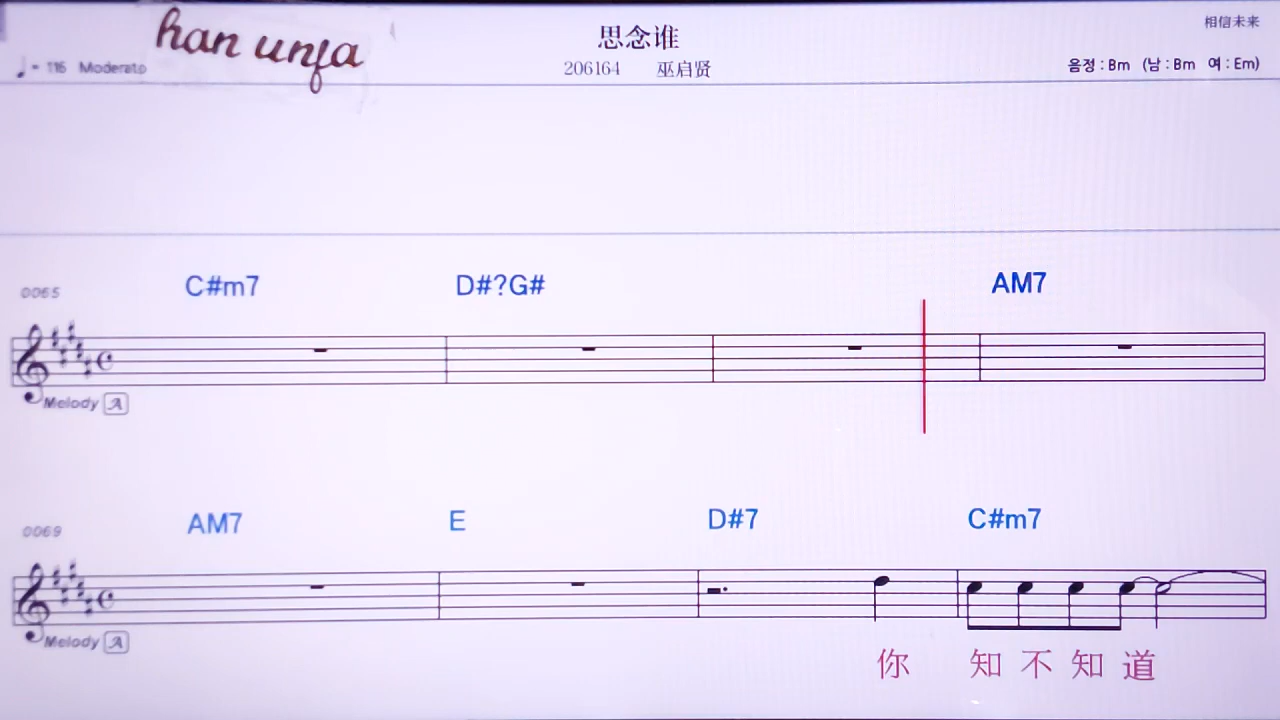 han unfa
思念谁
相信未来
♩= 116 Moderato
206164 巫启贤
음정 : Bm (남 : Bm 여 : Em)
C#m7 D#?G# AM7
0065
Melody A
AM7 E D#7 C#m7
0069
Melody A
你 知 不 知 道